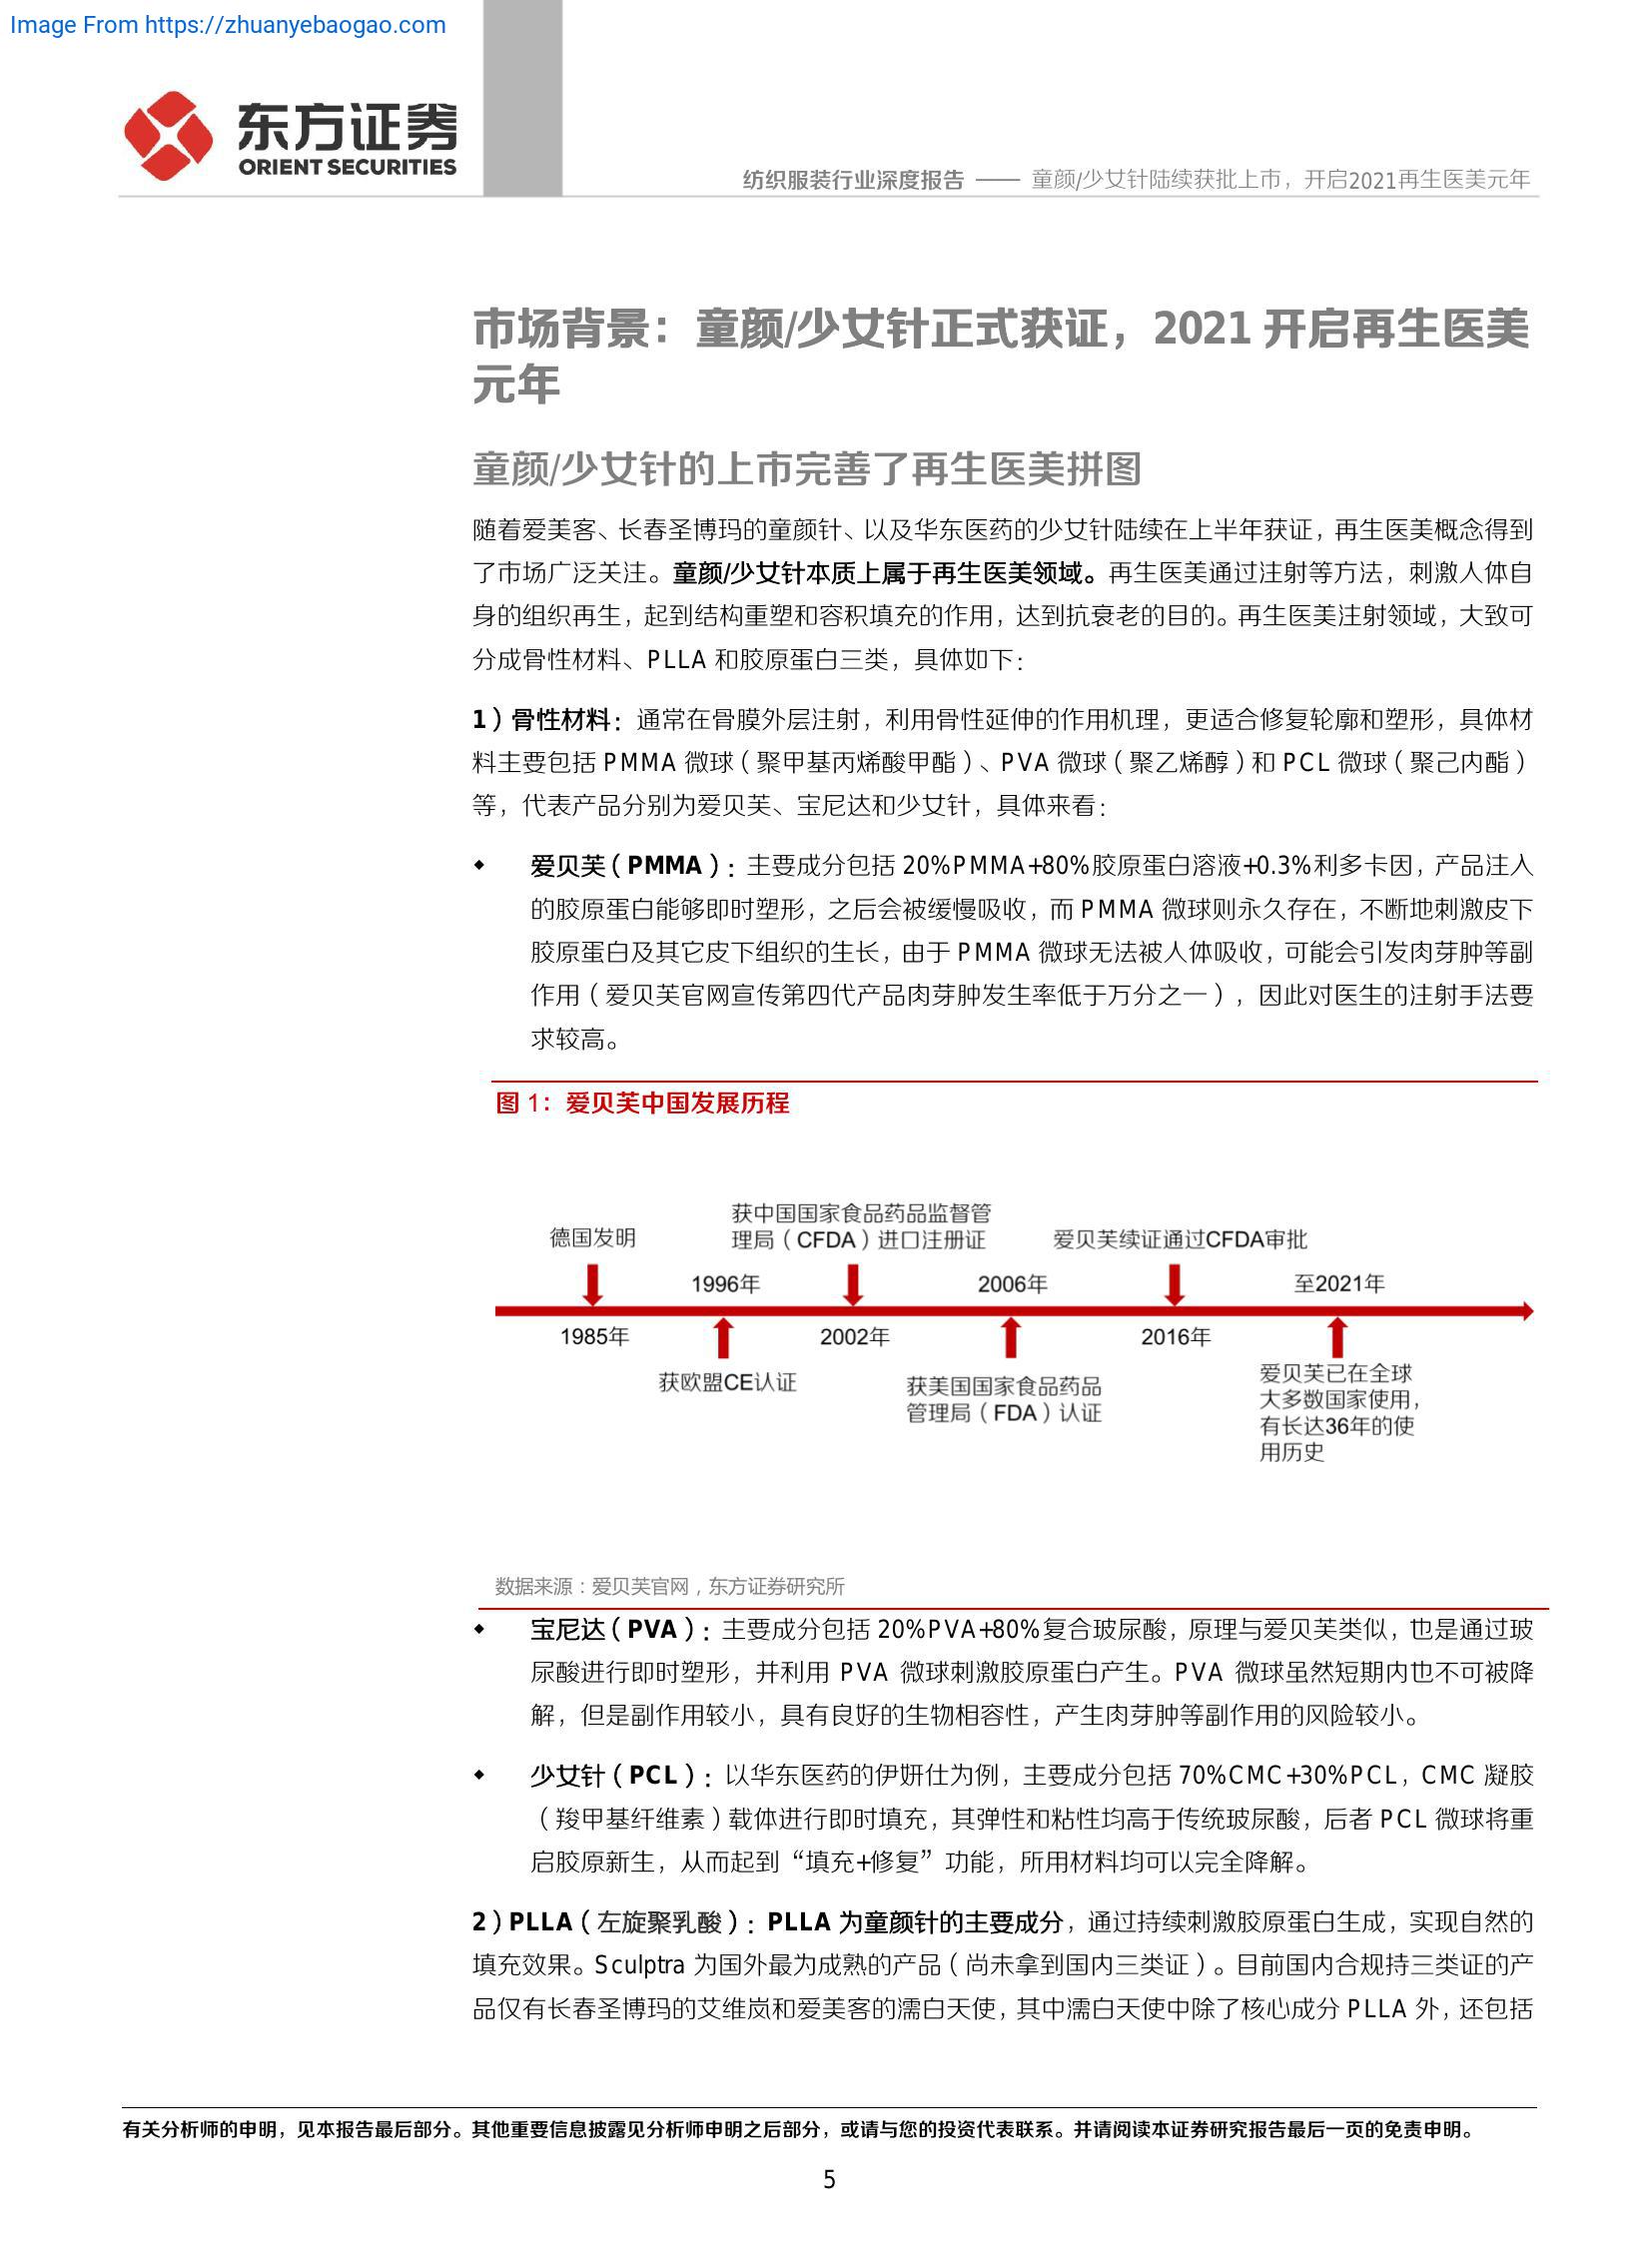 Image From https://zhuanyebaogao.com
东方证券
ORIENT SECURITIES
纺织服装行业深度报告 —— 童颜/少女针陆续获批上市，开启2021再生医美元年
市场背景：童颜/少女针正式获证，2021 开启再生医美
元年
童颜/少女针的上市完善了再生医美拼图
随着爱美客、长春圣博玛的童颜针、以及华东医药的少女针陆续在上半年获证，再生医美概念得到
了市场广泛关注。童颜/少女针本质上属于再生医美领域。再生医美通过注射等方法，刺激人体自
身的组织再生，起到结构重塑和容积填充的作用，达到抗衰老的目的。再生医美注射领域，大致可
分成骨性材料、PLLA 和胶原蛋白三类，具体如下：
1）骨性材料：通常在骨膜外层注射，利用骨性延伸的作用机理，更适合修复轮廓和塑形，具体材
料主要包括 PMMA 微球（聚甲基丙烯酸甲酯）、PVA 微球（聚乙烯醇）和 PCL 微球（聚己内酯）
等，代表产品分别为爱贝芙、宝尼达和少女针，具体来看：
◆ 爱贝芙（PMMA）：主要成分包括 20%PMMA+80%胶原蛋白溶液+0.3%利多卡因，产品注入
的胶原蛋白能够即时塑形，之后会被缓慢吸收，而 PMMA 微球则永久存在，不断地刺激皮下
胶原蛋白及其它皮下组织的生长，由于 PMMA 微球无法被人体吸收，可能会引发肉芽肿等副
作用（爱贝芙官网宣传第四代产品肉芽肿发生率低于万分之一），因此对医生的注射手法要
求较高。
图 1：爱贝芙中国发展历程
获中国国家食品药品监督管
德国发明
理局（CFDA）进口注册证
爱贝芙续证通过CFDA审批
1996年
2006年
至2021年
1985年
2002年
2016年
获欧盟CE认证
获美国国家食品药品
管理局（FDA）认证
爱贝芙已在全球
大多数国家使用，
有长达36年的使
用历史
数据来源：爱贝芙官网，东方证券研究所
◆ 宝尼达（PVA）：主要成分包括 20%PVA+80%复合玻尿酸，原理与爱贝芙类似，也是通过玻
尿酸进行即时塑形，并利用 PVA 微球刺激胶原蛋白产生。PVA 微球虽然短期内也不可被降
解，但是副作用较小，具有良好的生物相容性，产生肉芽肿等副作用的风险较小。
◆ 少女针（PCL）：以华东医药的伊妍仕为例，主要成分包括 70%CMC+30%PCL，CMC 凝胶
（羧甲基纤维素）载体进行即时填充，其弹性和粘性均高于传统玻尿酸，后者 PCL 微球将重
启胶原新生，从而起到“填充+修复”功能，所用材料均可以完全降解。
2）PLLA（左旋聚乳酸）：PLLA 为童颜针的主要成分，通过持续刺激胶原蛋白生成，实现自然的
填充效果。Sculptra 为国外最为成熟的产品（尚未拿到国内三类证）。目前国内合规持三类证的产
品仅有长春圣博玛的艾维岚和爱美客的濡白天使，其中濡白天使中除了核心成分 PLLA 外，还包括
有关分析师的申明，见本报告最后部分。其他重要信息披露见分析师申明之后部分，或请与您的投资代表联系。并请阅读本证券研究报告最后一页的免责申明。
5